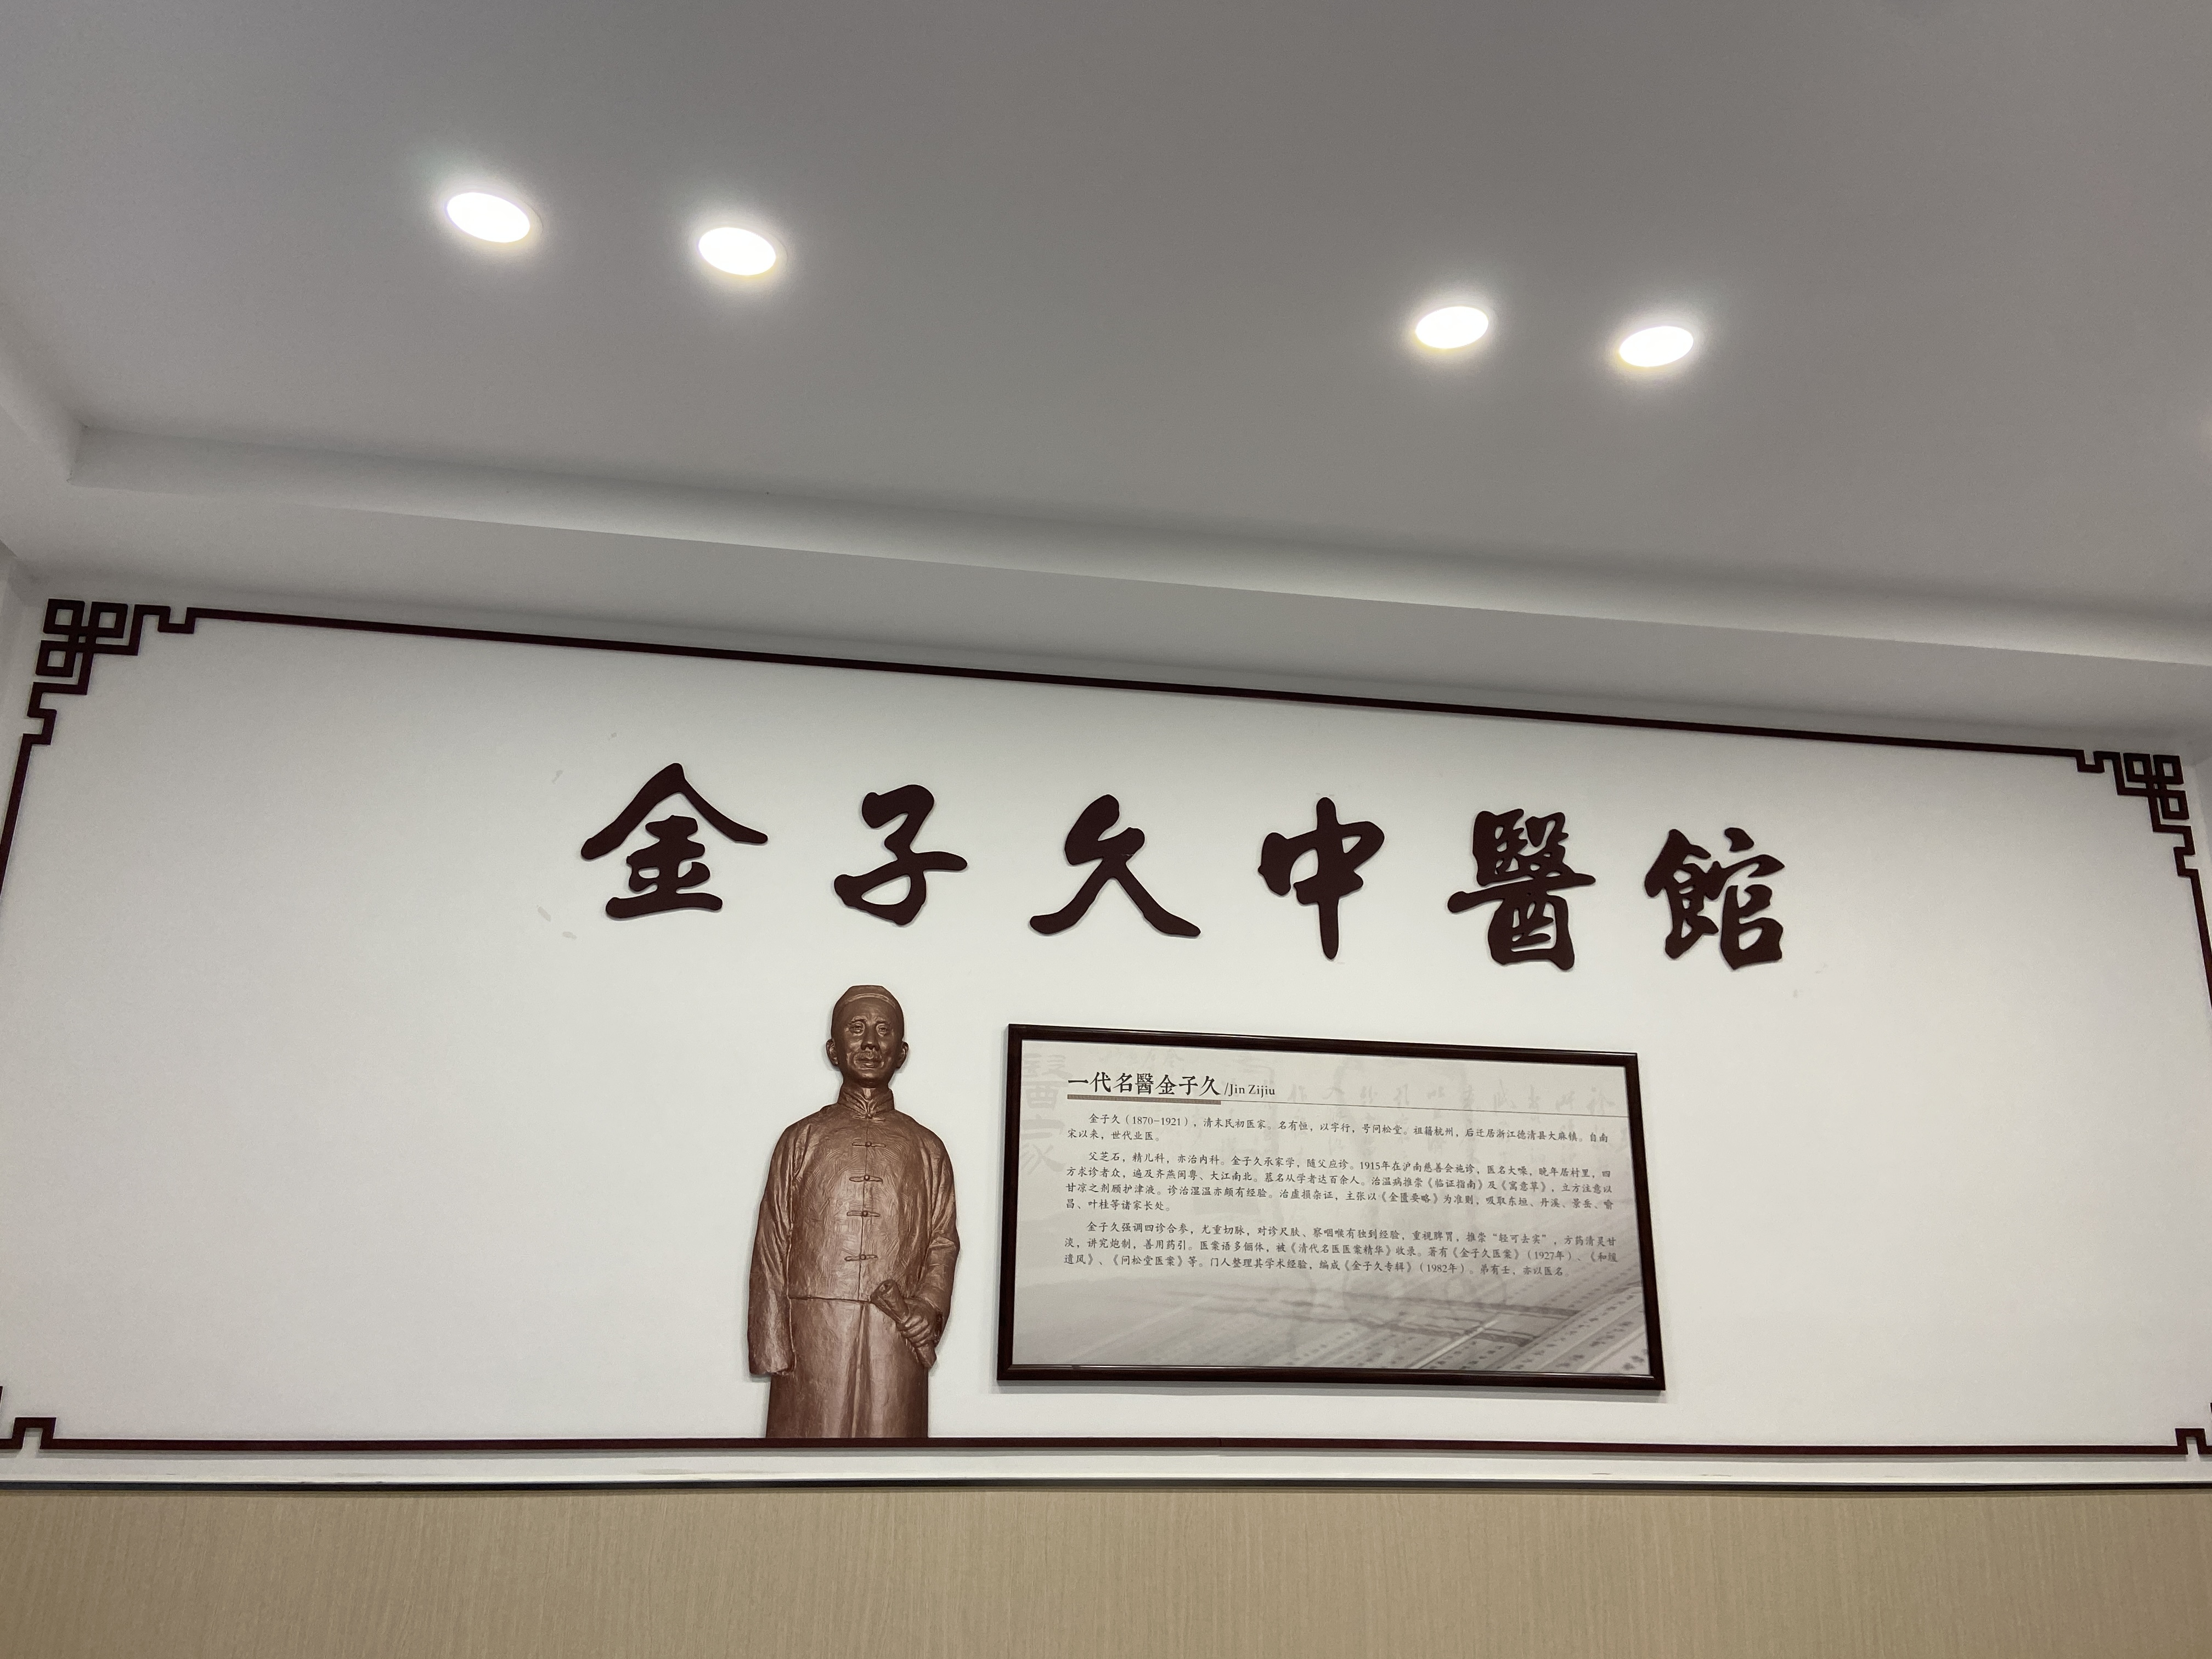 金子久中醫館
一代名醫金子久/Jin Zijiu
金子久（1870-1921），清末民初医家。名有恒，以字行，号问松堂。祖籍杭州，后迁居浙江德清县大麻镇。自南
宋以来，世代业医。
父芝石，精儿科，亦治内科。金子久承家学，随父应诊。1915年在沪南慈善会施诊，医名大噪，晚年居村里，四
方求诊者众，遍及齐燕闽粤、大江南北。慕名从学者达百余人。治温病推崇《临证指南》及《寓意草》，立方注意以
甘凉之剂顾护津液。诊治湿温亦颇有经验。治虚损杂证，主张以《金匮要略》为准则，吸取东垣、丹溪、景岳、喻
昌、叶桂等诸家长处。
金子久强调四诊合参，尤重切脉，对诊尺肤、察咽喉有独到经验，重视脾胃，推崇“轻可去实”，方药清灵甘
淡，讲究炮制，善用药引。医案语多俪体，被《清代名医医案精华》收录。著有《金子久医案》（1927年）、《和缓
遗风》、《问松堂医案》等。门人整理其学术经验，编成《金子久专辑》（1982年）。弟有壬，亦以医名。